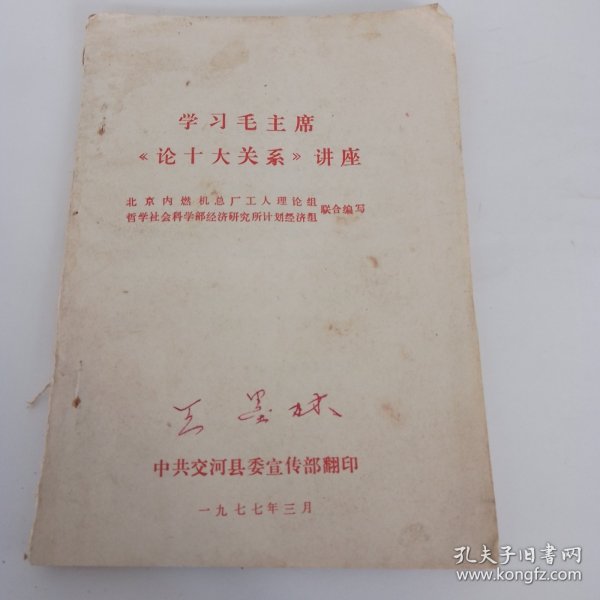 学习毛主席
《论十大关系》讲座
北京内燃机总厂工人理论组
哲学社会科学部经济研究所计划经济组
联合编写
中共交河县委宣传部翻印
一九七七年三月
孔夫子旧书网
www.kongfz.com